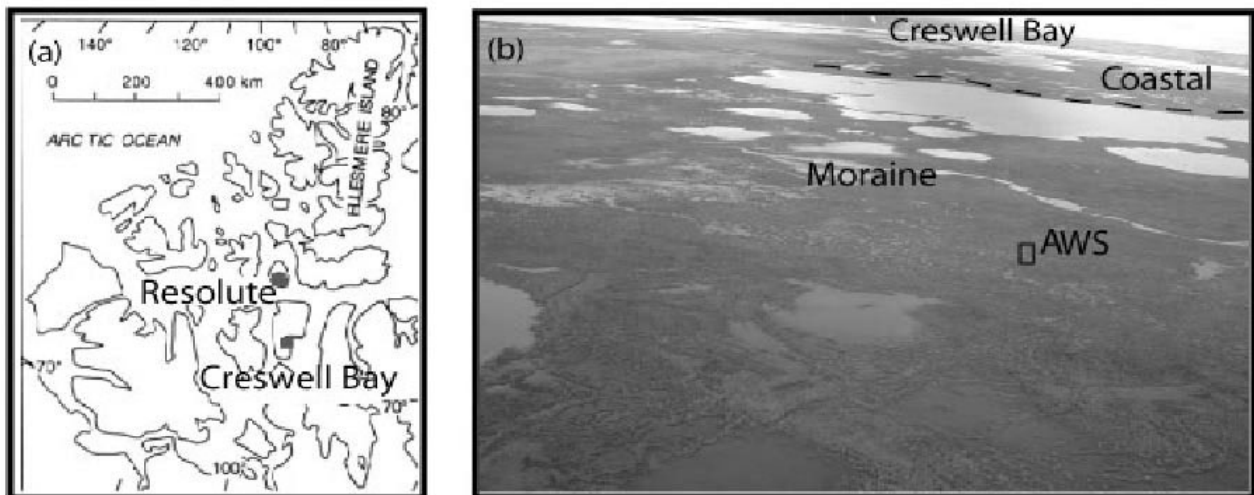 (a)
140° 120° 100° 80°
0 200 400 km
80°
ARCTIC OCEAN
ELLESMERE ISLAND
Resolute
Creswell Bay
70°
70°
100°
(b)
Creswell Bay
Coastal
Moraine
AWS